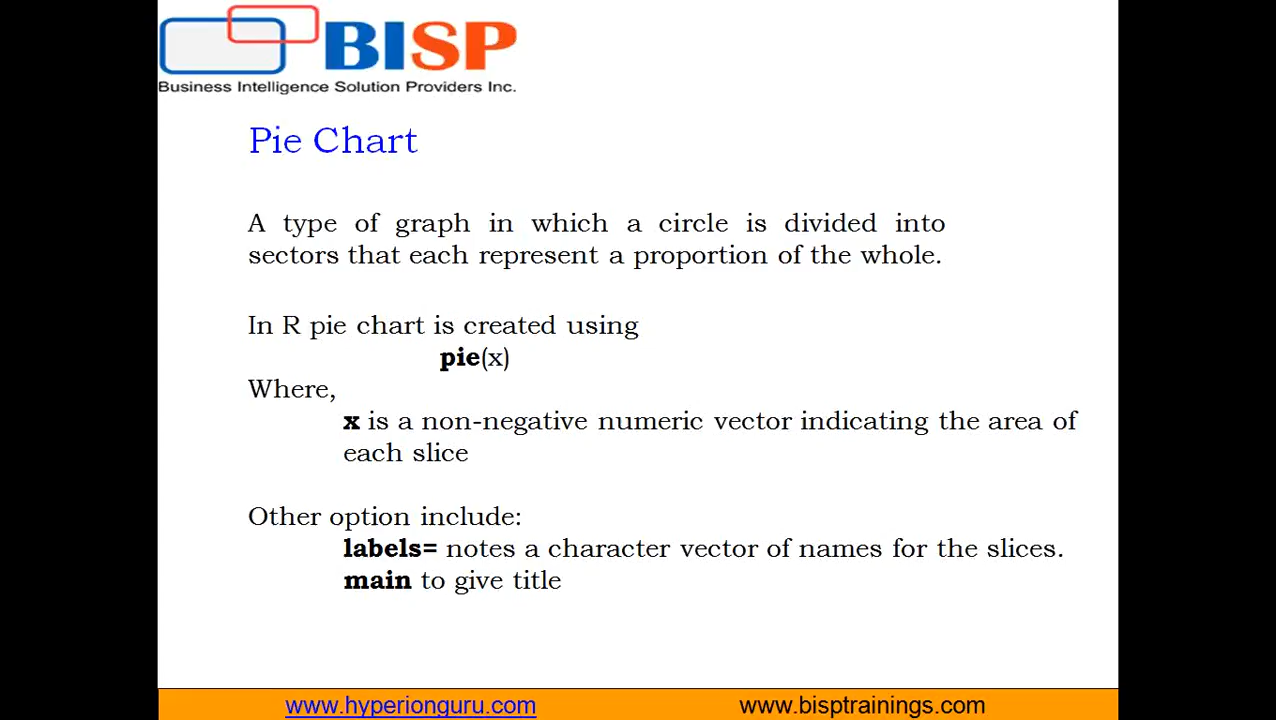 BISP
Business Intelligence Solution Providers Inc.
Pie Chart
A type of graph in which a circle is divided into
sectors that each represent a proportion of the whole.
In R pie chart is created using
pie(x)
Where,
x is a non-negative numeric vector indicating the area of
each slice
Other option include:
labels= notes a character vector of names for the slices.
main to give title
www.hyperionguru.com www.bisptrainings.com